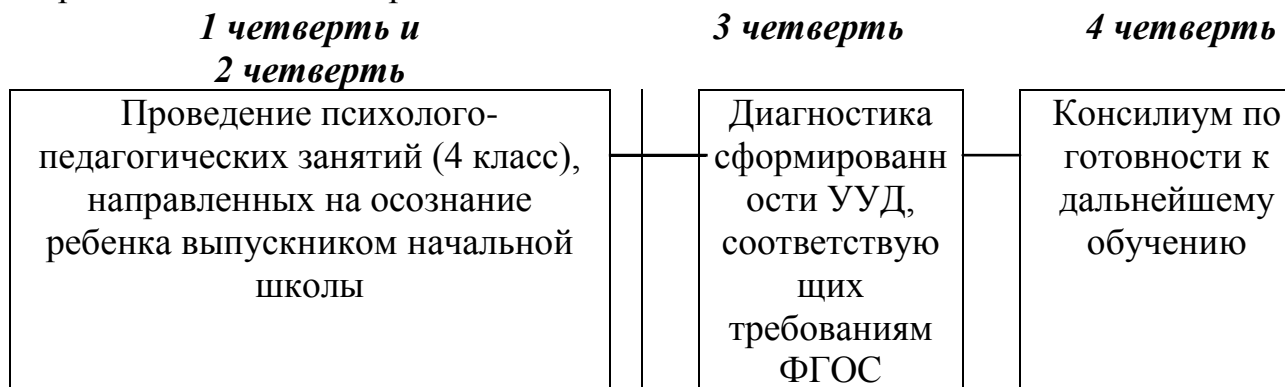 1 четверть и
2 четверть
3 четверть
4 четверть
Проведение психолого-
педагогических занятий (4 класс),
направленных на осознание
ребенка выпускником начальной
школы
Диагностика
сформированн
ости УУД,
соответствую
щих
требованиям
ФГОС
Консилиум по
готовности к
дальнейшему
обучению